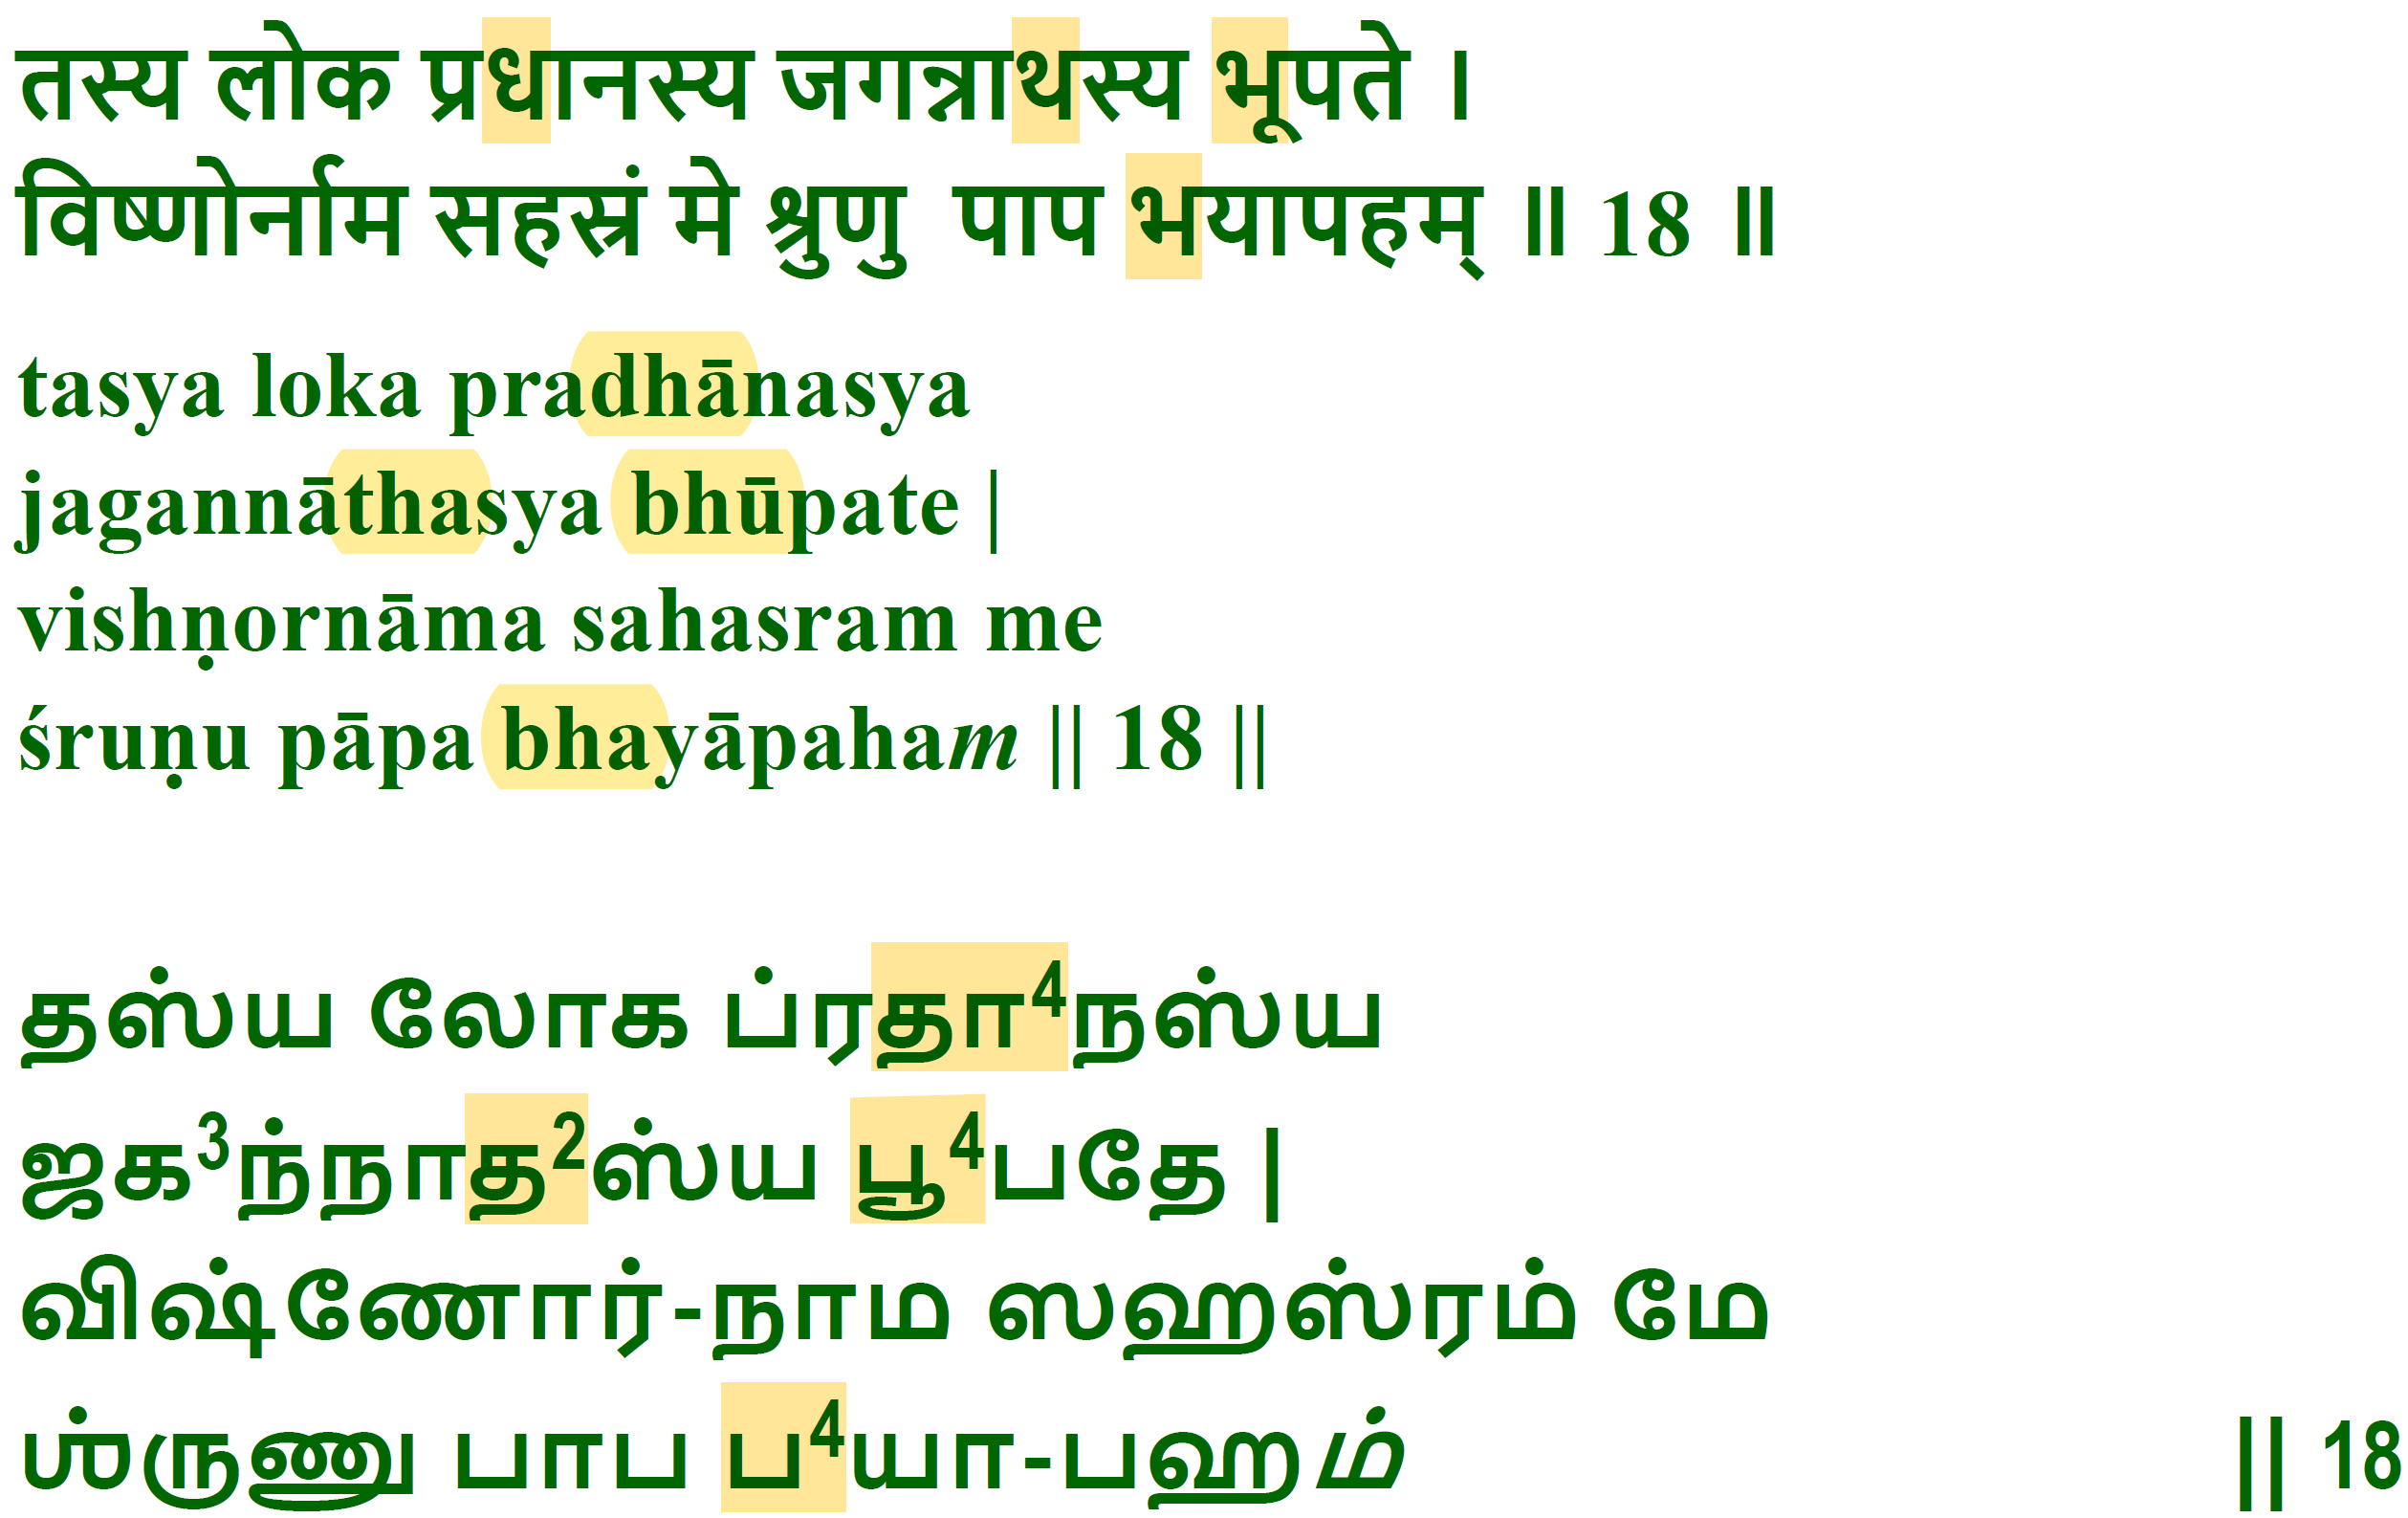 तस्य लोक प्रधानस्य जगन्नाथस्य भूपते ।
विष्णोर्नाम सहस्रं मे श्रुणु पाप भयापहम् ॥ 18 ॥
tasya loka pradhānasya
jagannāthasya bhūpate |
vishṇornāma sahasram me
śruṇu pāpa bhayāpaham || 18 ||
தஸ்ய லோக ப்ரதா⁴நஸ்ய
ஜக³ந்நாத²ஸ்ய பூ⁴பதே |
விஷ்ணோர்-நாம ஸஹஸ்ரம் மே
ஶ்ருணு பாப ப⁴யா-பஹம் || 18